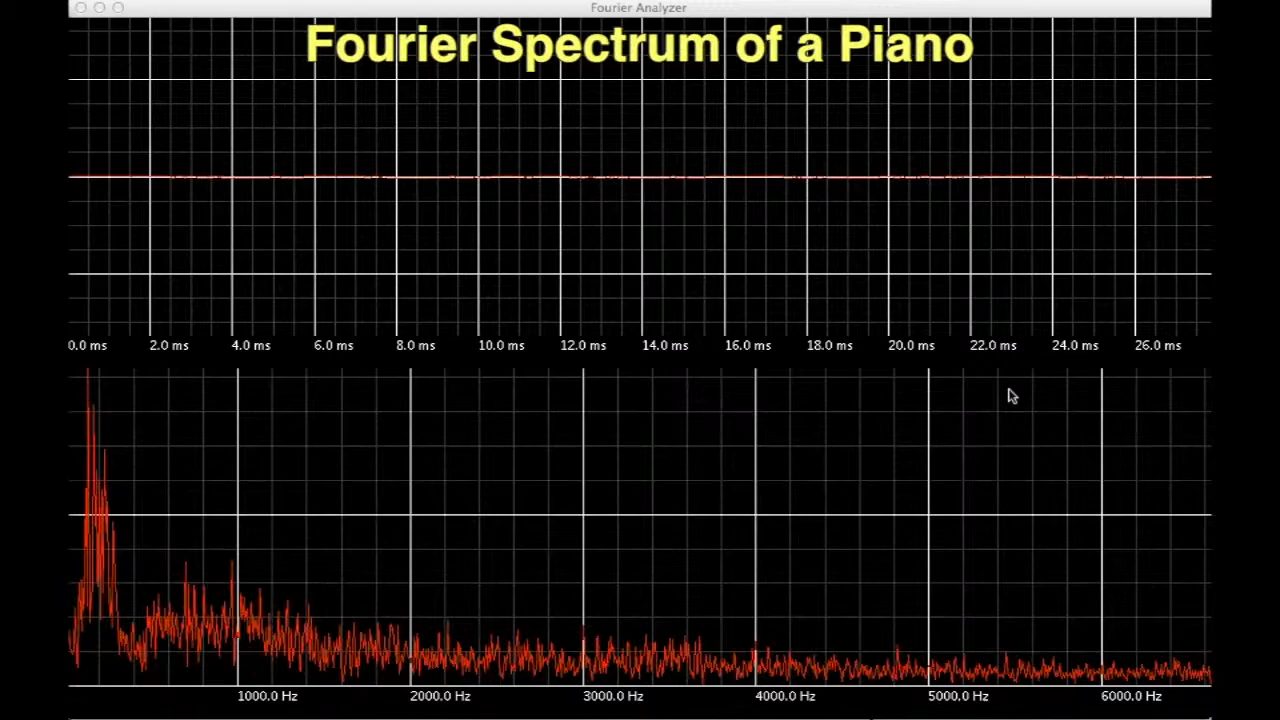 Fourier Analyzer
Fourier Spectrum of a Piano
0.0 ms 2.0 ms 4.0 ms 6.0 ms 8.0 ms 10.0 ms 12.0 ms 14.0 ms 16.0 ms 18.0 ms 20.0 ms 22.0 ms 24.0 ms 26.0 ms
1000.0 Hz 2000.0 Hz 3000.0 Hz 4000.0 Hz 5000.0 Hz 6000.0 Hz